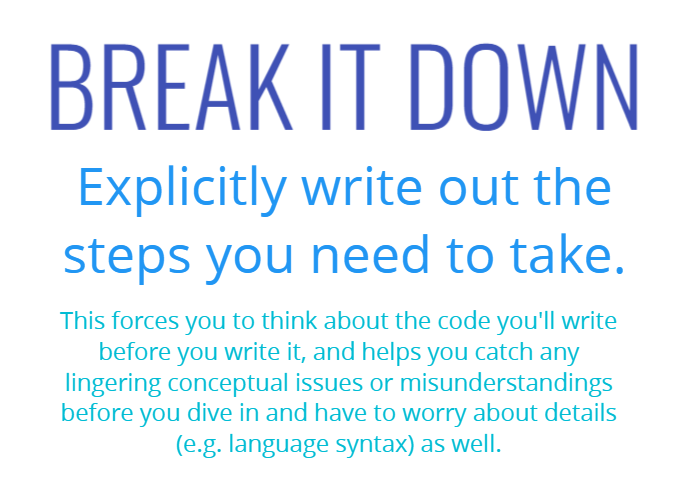 BREAK IT DOWN
Explicitly write out the
steps you need to take.
This forces you to think about the code you'll write
before you write it, and helps you catch any
lingering conceptual issues or misunderstandings
before you dive in and have to worry about details
(e.g. language syntax) as well.